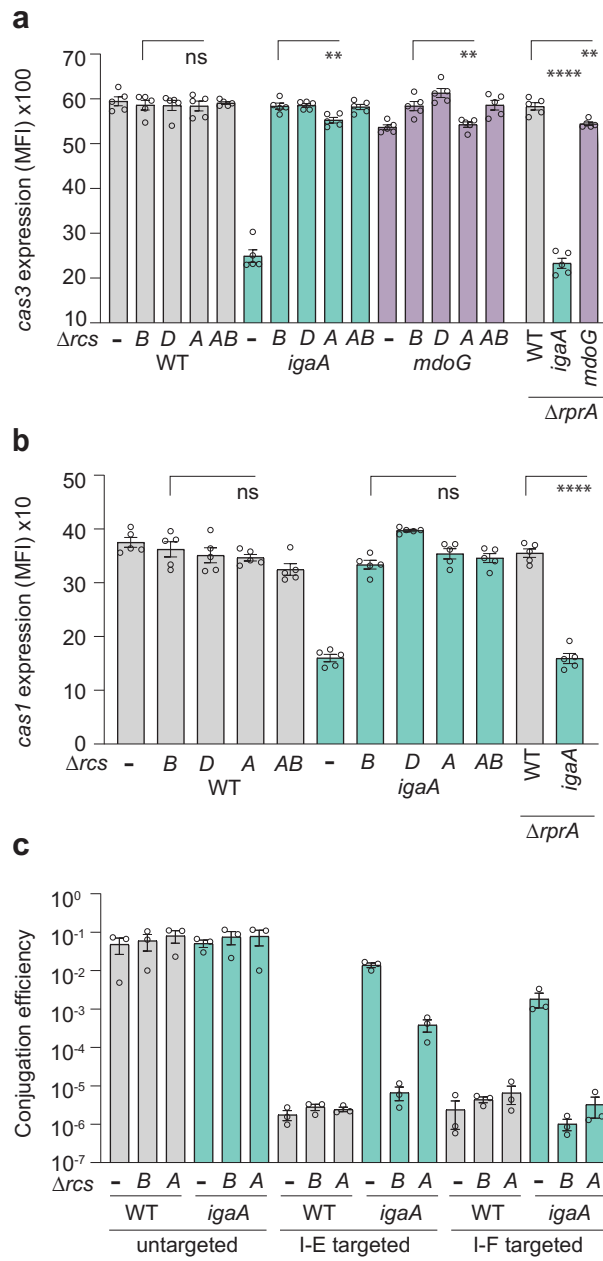 a
ns ** ** ** ****
cas3 expression (MFI) x100
70
60
50
40
30
20
10
Δrcs - B D A AB - B D A AB - B D A AB WT igaA mdoG
WT igaA mdoG ΔrprA
b
ns ns ****
cas1 expression (MFI) x10
50
40
30
20
10
0
Δrcs - B D A AB - B D A AB WT igaA
WT igaA ΔrprA
c
Conjugation efficiency
10⁰
10⁻¹
10⁻²
10⁻³
10⁻⁴
10⁻⁵
10⁻⁶
10⁻⁷
Δrcs - B A - B A - B A - B A - B A - B A
WT igaA WT igaA WT igaA
untargeted I-E targeted I-F targeted